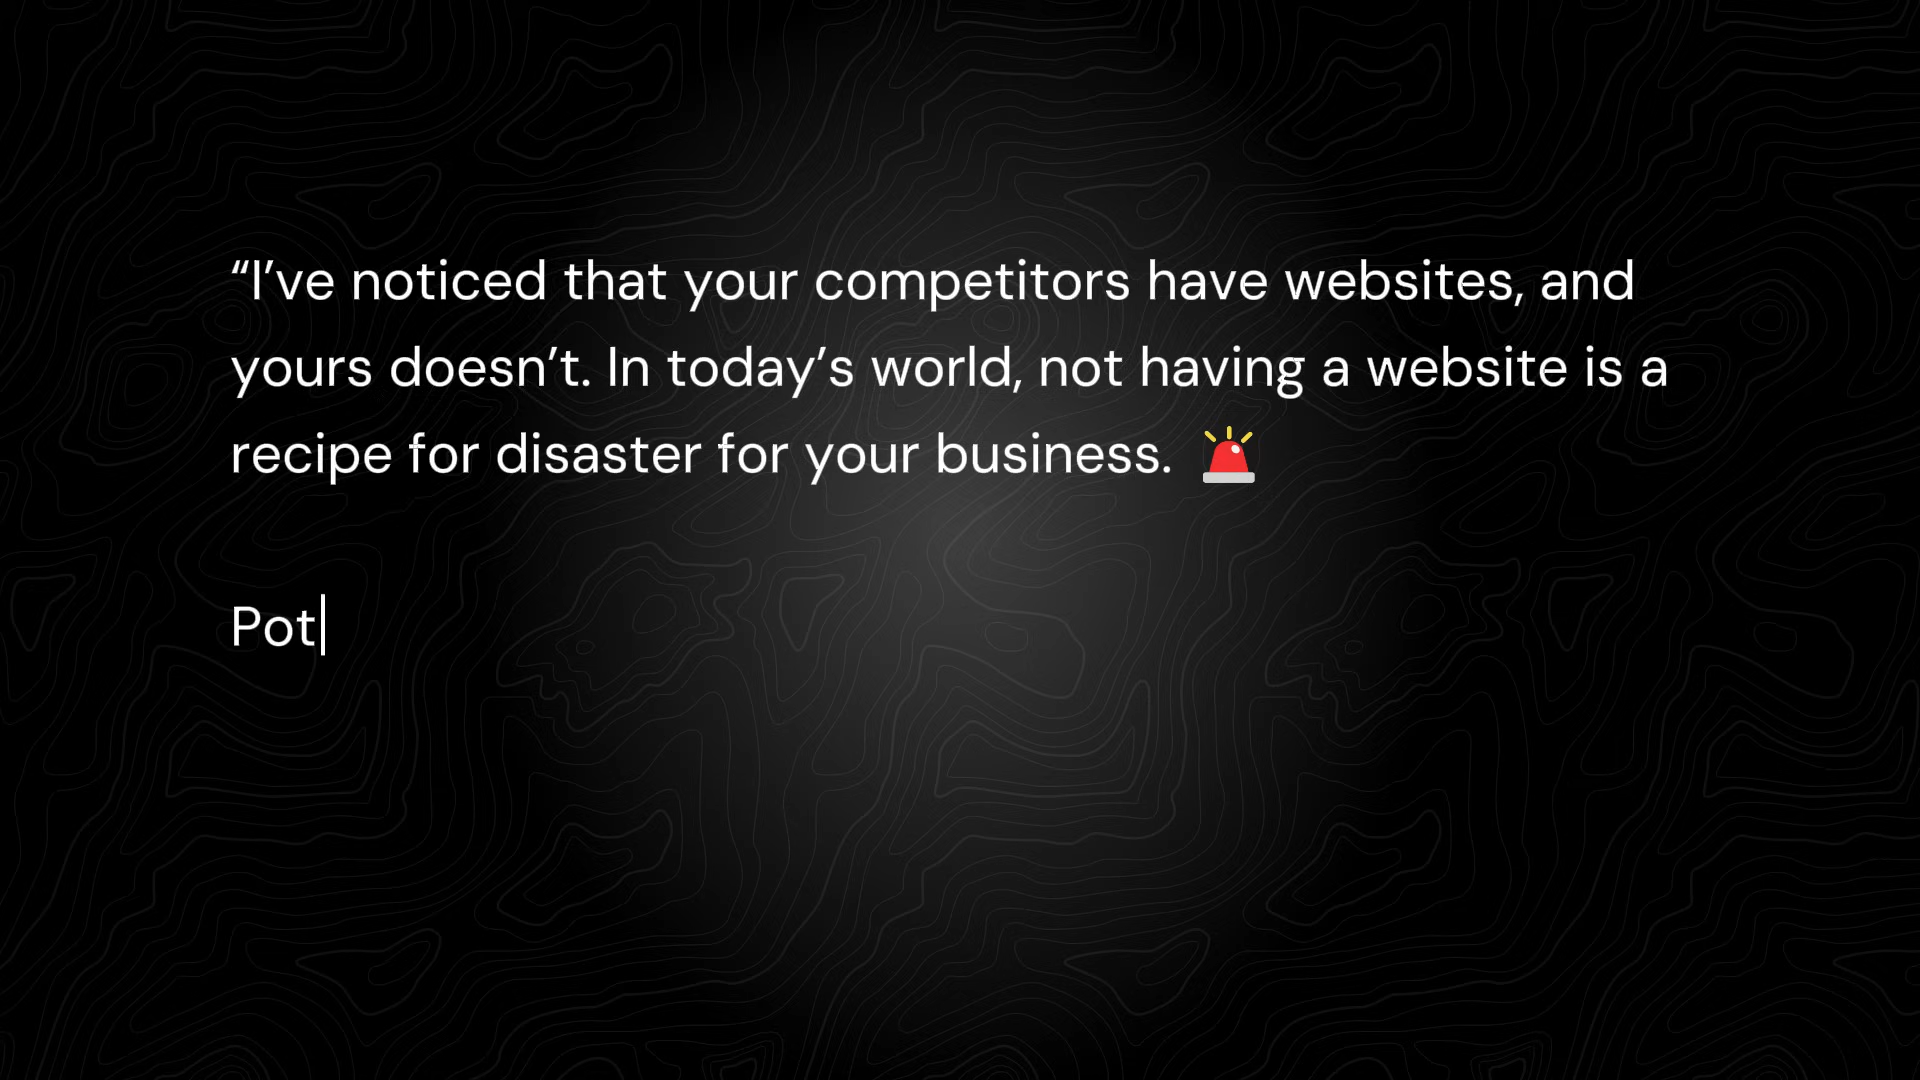 “I’ve noticed that your competitors have websites, and
yours doesn’t. In today’s world, not having a website is a
recipe for disaster for your business. 🚨
Pot